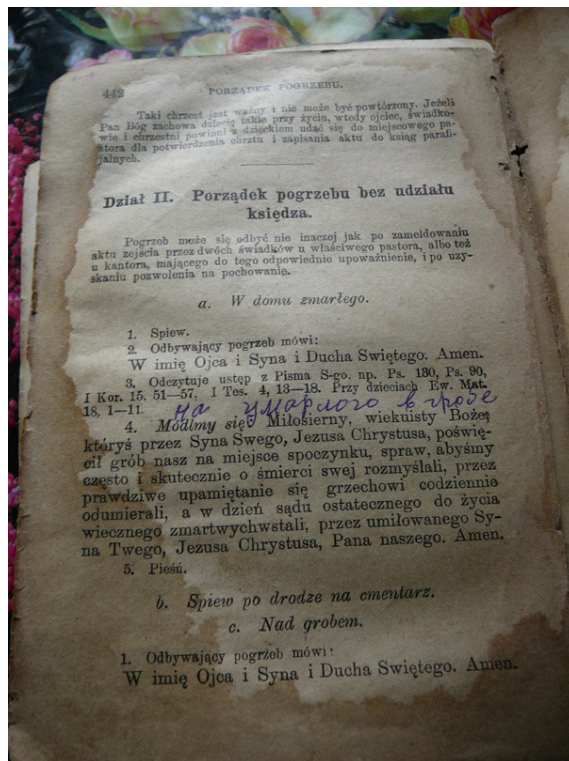 442 PORZĄDEK POGRZEBU.
Taki chrzest jest ważny i nie może być powtórzony. Jeżeli
Pan Bóg zachowa dziecię takie przy życiu, wtedy ojciec, świadko-
wie i chrzestni powinni z dzieckiem udać się do miejscowego pa-
stora dla potwierdzenia chrztu i zapisania aktu do ksiąg parafi-
jalnych.
Dział II. Porządek pogrzebu bez udziału
księdza.
Pogrzeb może się odbyć nie inaczej jak po zameldowaniu
aktu zejścia przez dwóch świadków u właściwego pastora, albo też
u kantora, mającego do tego odpowiednie upoważnienie, i po uzy-
skaniu pozwolenia na pochowanie.
a. W domu zmarłego.
1. Spiew.
2. Odbywający pogrzeb mówi:
W imię Ojca i Syna i Ducha Swiętego. Amen.
3. Odczytuje ustęp z Pisma S-go, np. Ps. 130, Ps. 90,
I Kor. 15, 51—57, I Tes. 4, 13—18. Przy dzieciach Ew. Mat.
18, 1—11. на умарлого в гробе
4. Módlmy się! Miłosierny, wiekuisty Boże,
któryś przez Syna Swego, Jezusa Chrystusa, poświę-
cił grób nasz na miejsce spoczynku, spraw, abyśmy
często i skutecznie o śmierci swej rozmyślali, przez
prawdziwe upamiętanie się grzechowi codziennie
odumierali, a w dzień sądu ostatecznego do życia
wiecznego zmartwychwstali, przez umiłowanego Sy-
na Twego, Jezusa Chrystusa, Pana naszego. Amen.
5. Pieśń.
b. Spiew po drodze na cmentarz.
c. Nad grobem.
1. Odbywający pogrzeb mówi:
W imię Ojca i Syna i Ducha Swiętego. Amen.